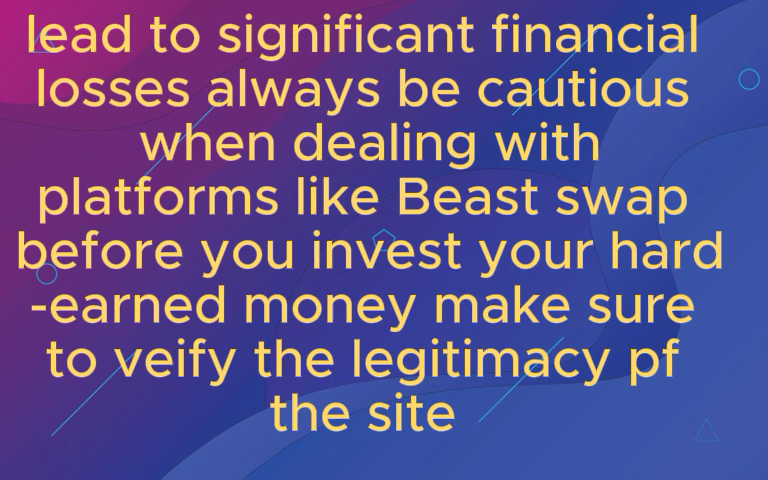 lead to significant financial
losses always be cautious
when dealing with
platforms like Beast swap
before you invest your hard
-earned money make sure
to veify the legitimacy pf
the site